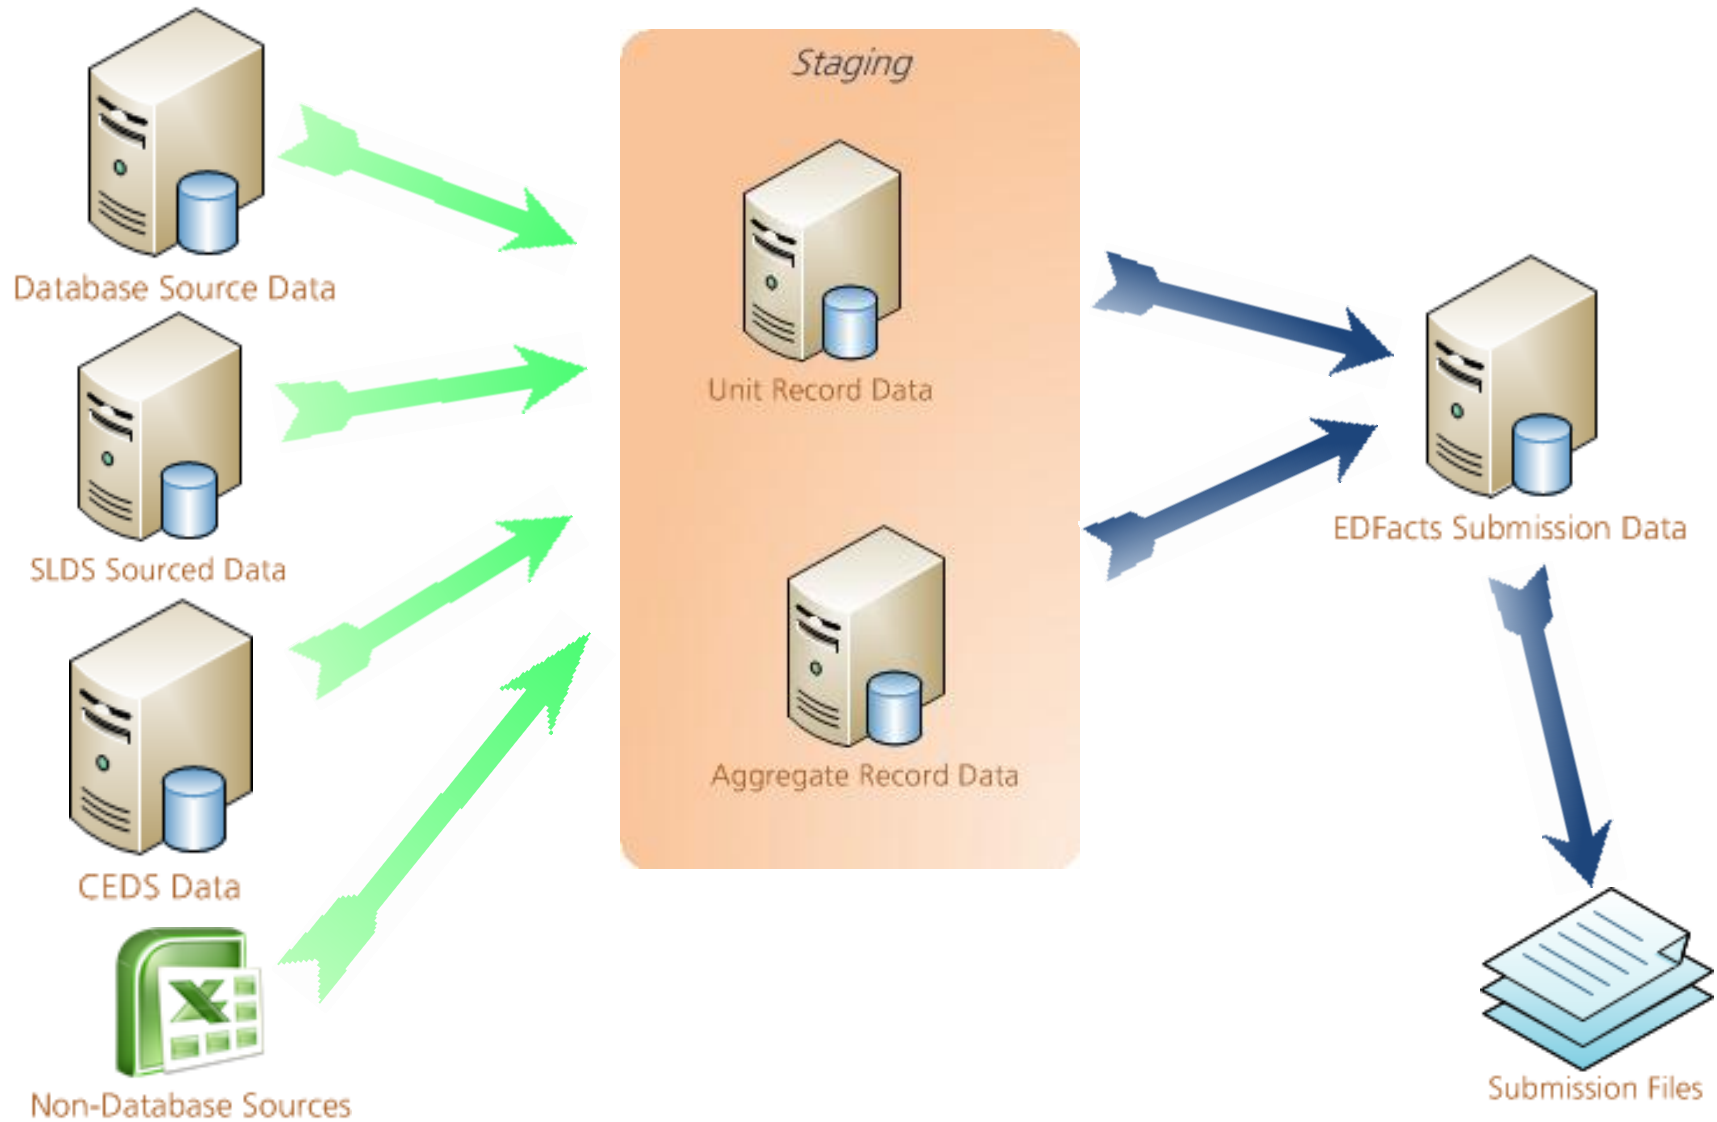 Staging
Database Source Data
Unit Record Data
SLDS Sourced Data
EDFacts Submission Data
Aggregate Record Data
CEDS Data
Non-Database Sources
Submission Files